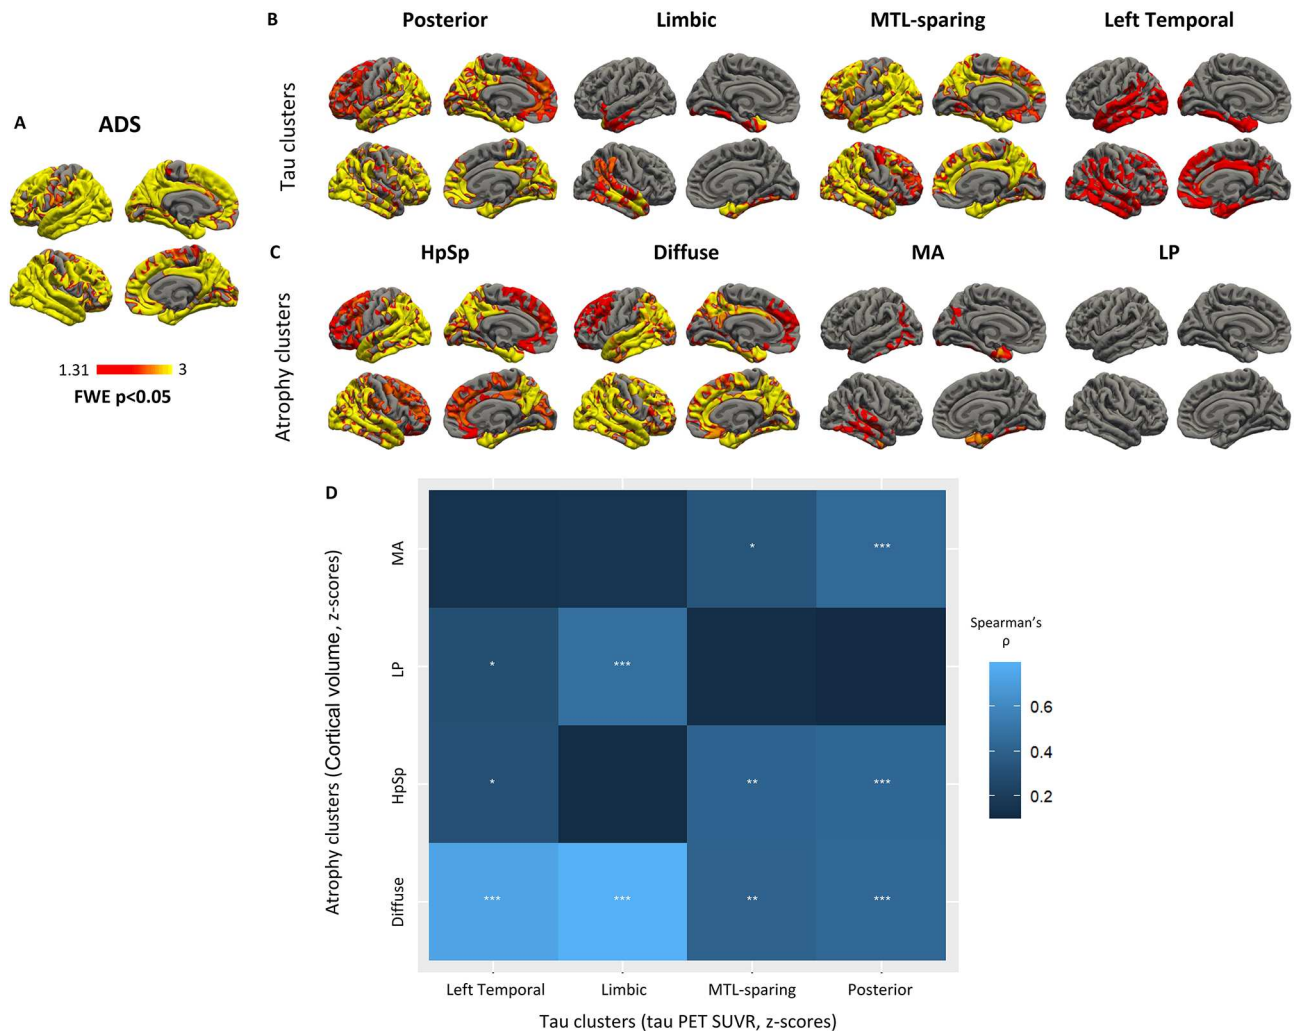 A
ADS
1.31
3
FWE p<0.05
B
Posterior
Limbic
MTL-sparing
Left Temporal
Tau clusters
C
HpSp
Diffuse
MA
LP
Atrophy clusters
D
Atrophy clusters (Cortical volume, z-scores)
MA
* ***
LP
* ***
HpSp
* ** ***
Diffuse
*** *** ** ***
Left Temporal
Limbic
MTL-sparing
Posterior
Tau clusters (tau PET SUVR, z-scores)
Spearman's
ρ
0.6
0.4
0.2